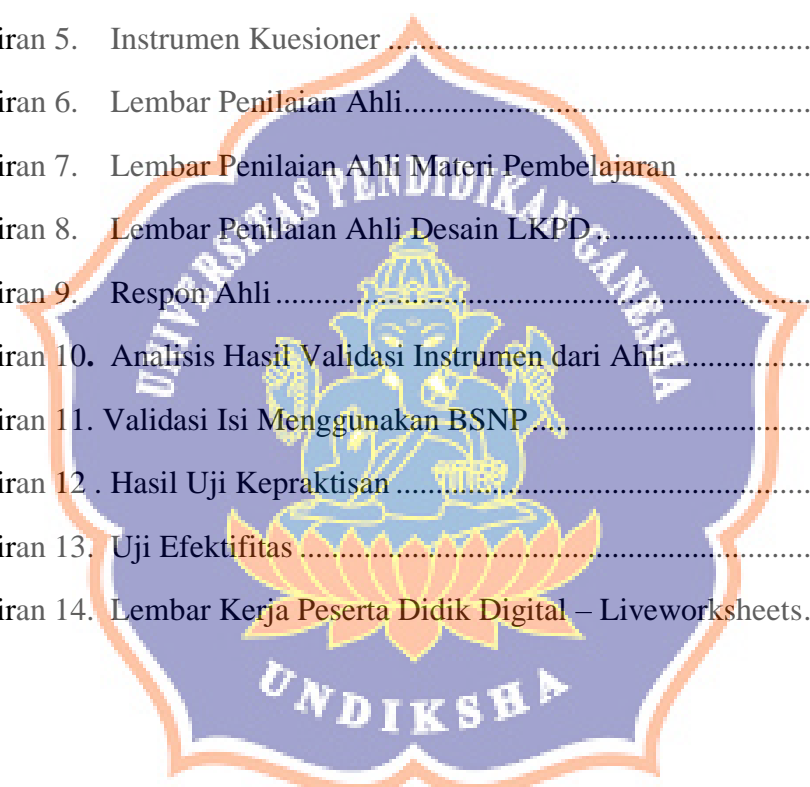 iran 5. Instrumen Kuesioner ........................................................
iran 6. Lembar Penilaian Ahli......................................................
iran 7. Lembar Penilaian Ahli Materi Pembelajaran .................
iran 8. Lembar Penilaian Ahli Desain LKPD.............................
iran 9. Respon Ahli.....................................................................
iran 10. Analisis Hasil Validasi Instrumen dari Ahli...................
iran 11. Validasi Isi Menggunakan BSNP....................................
iran 12 . Hasil Uji Kepraktisan.....................................................
iran 13. Uji Efektifitas.................................................................
iran 14. Lembar Kerja Peserta Didik Digital – Liveworksheets.
UNIVERSITAS PENDIDIKAN GANESHA
UNDIKSHA